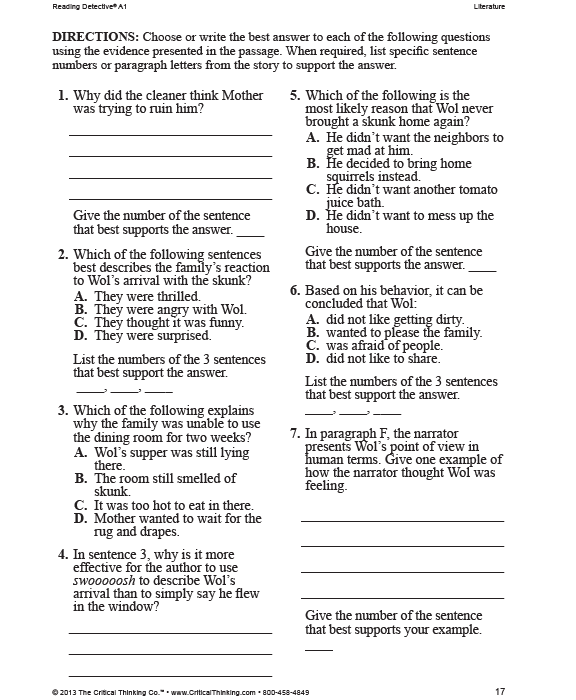 Reading Detective® A1
Literature
DIRECTIONS: Choose or write the best answer to each of the following questions
using the evidence presented in the passage. When required, list specific sentence
numbers or paragraph letters from the story to support the answer.
1. Why did the cleaner think Mother
was trying to ruin him?
Give the number of the sentence
that best supports the answer. ____
2. Which of the following sentences
best describes the family's reaction
to Wol's arrival with the skunk?
A. They were thrilled.
B. They were angry with Wol.
C. They thought it was funny.
D. They were surprised.
List the numbers of the 3 sentences
that best support the answer.
____, ____, ____
3. Which of the following explains
why the family was unable to use
the dining room for two weeks?
A. Wol's supper was still lying
there.
B. The room still smelled of
skunk.
C. It was too hot to eat in there.
D. Mother wanted to wait for the
rug and drapes.
4. In sentence 3, why is it more
effective for the author to use
swooooosh to describe Wol's
arrival than to simply say he flew
in the window?
5. Which of the following is the
most likely reason that Wol never
brought a skunk home again?
A. He didn't want the neighbors to
get mad at him.
B. He decided to bring home
squirrels instead.
C. He didn't want another tomato
juice bath.
D. He didn't want to mess up the
house.
Give the number of the sentence
that best supports the answer. ____
6. Based on his behavior, it can be
concluded that Wol:
A. did not like getting dirty.
B. wanted to please the family.
C. was afraid of people.
D. did not like to share.
List the numbers of the 3 sentences
that best support the answer.
____, ____, ____
7. In paragraph F, the narrator
presents Wol's point of view in
human terms. Give one example of
how the narrator thought Wol was
feeling.
Give the number of the sentence
that best supports your example.
____
© 2013 The Critical Thinking Co.™ • www.CriticalThinking.com • 800-458-4849
17